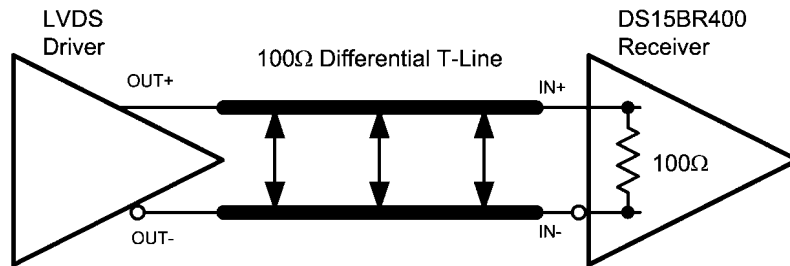 LVDS
Driver
DS15BR400
Receiver
100Ω Differential T-Line
OUT+
IN+
100Ω
OUT-
IN-